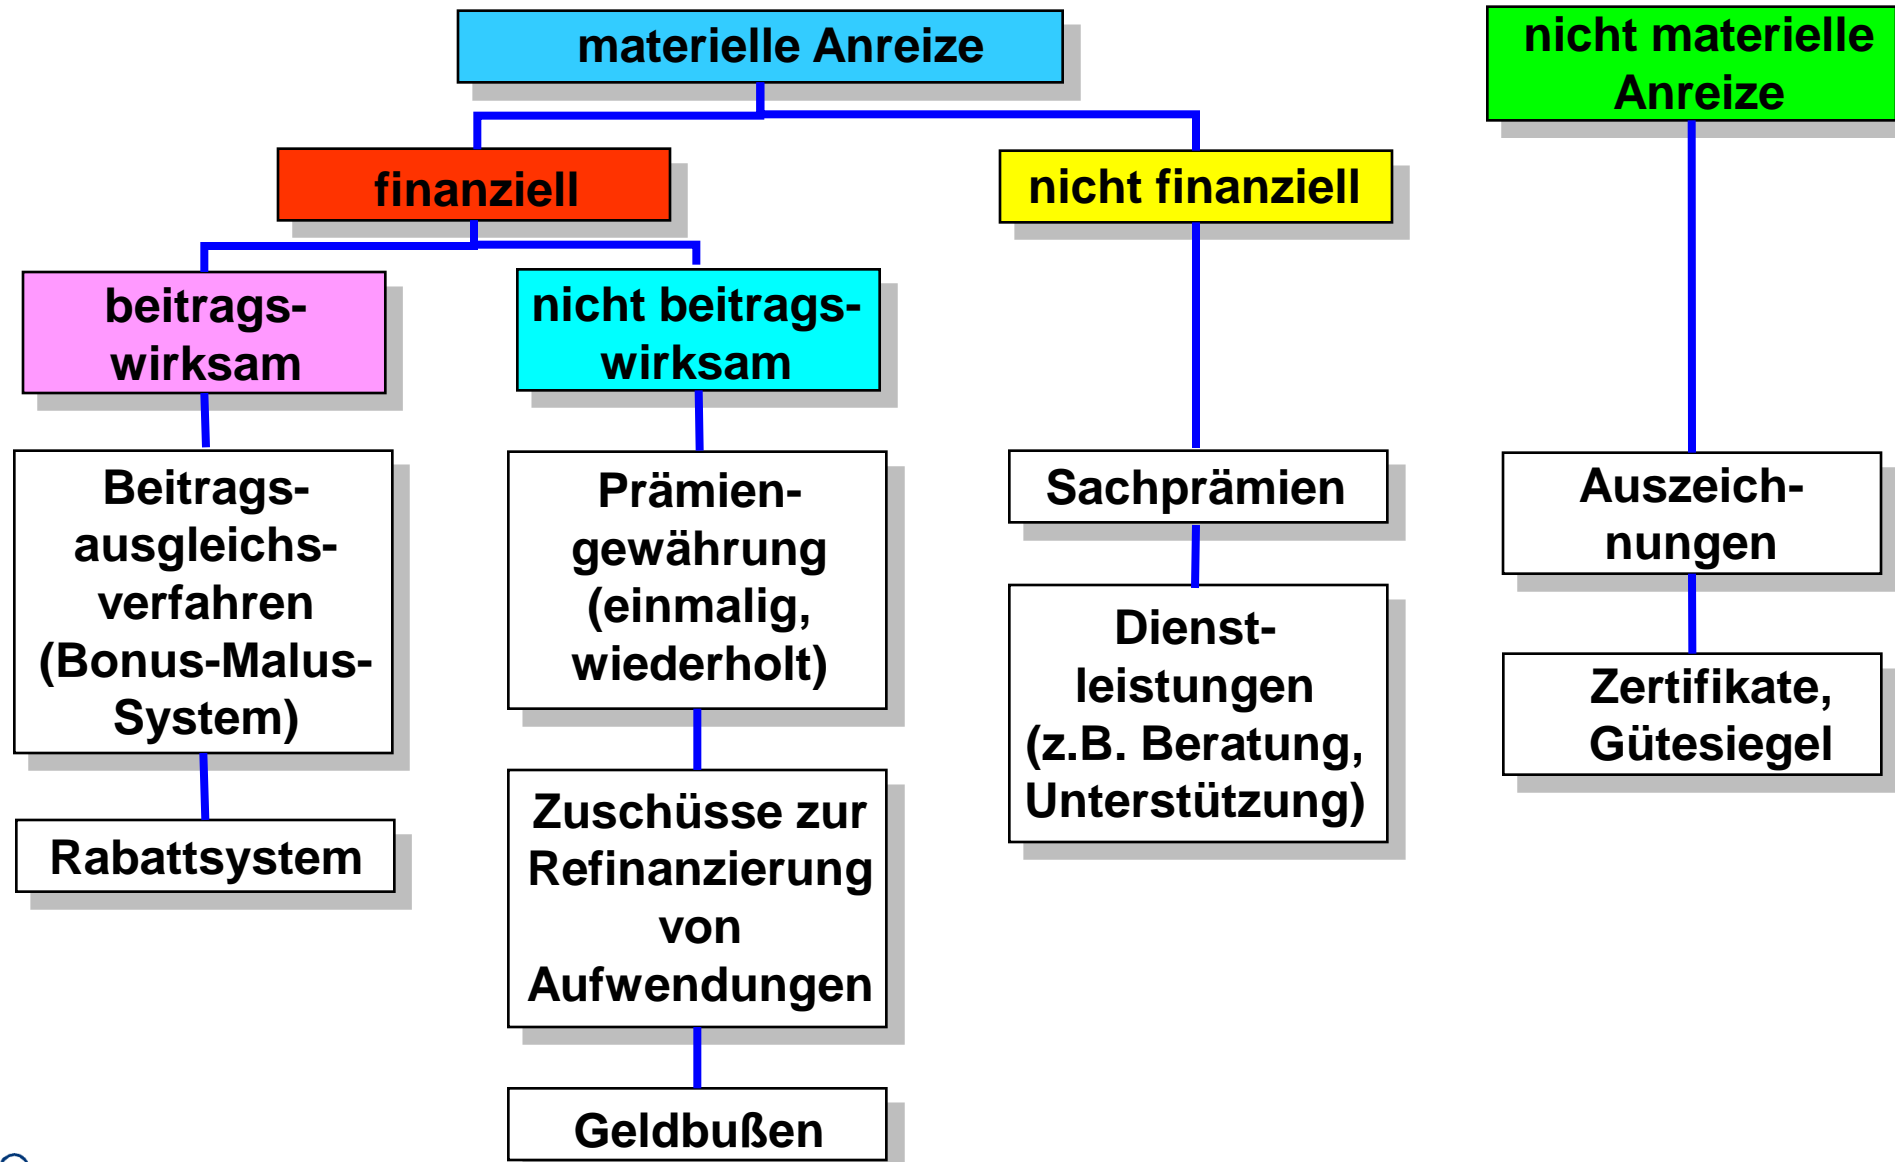 materielle Anreize
nicht materielle
Anreize
finanziell
nicht finanziell
beitrags-
wirksam
nicht beitrags-
wirksam
Beitrags-
ausgleichs-
verfahren
(Bonus-Malus-
System)
Rabattsystem
Prämien-
gewährung
(einmalig,
wiederholt)
Zuschüsse zur
Refinanzierung
von
Aufwendungen
Geldbußen
Sachprämien
Dienst-
leistungen
(z.B. Beratung,
Unterstützung)
Auszeich-
nungen
Zertifikate,
Gütesiegel